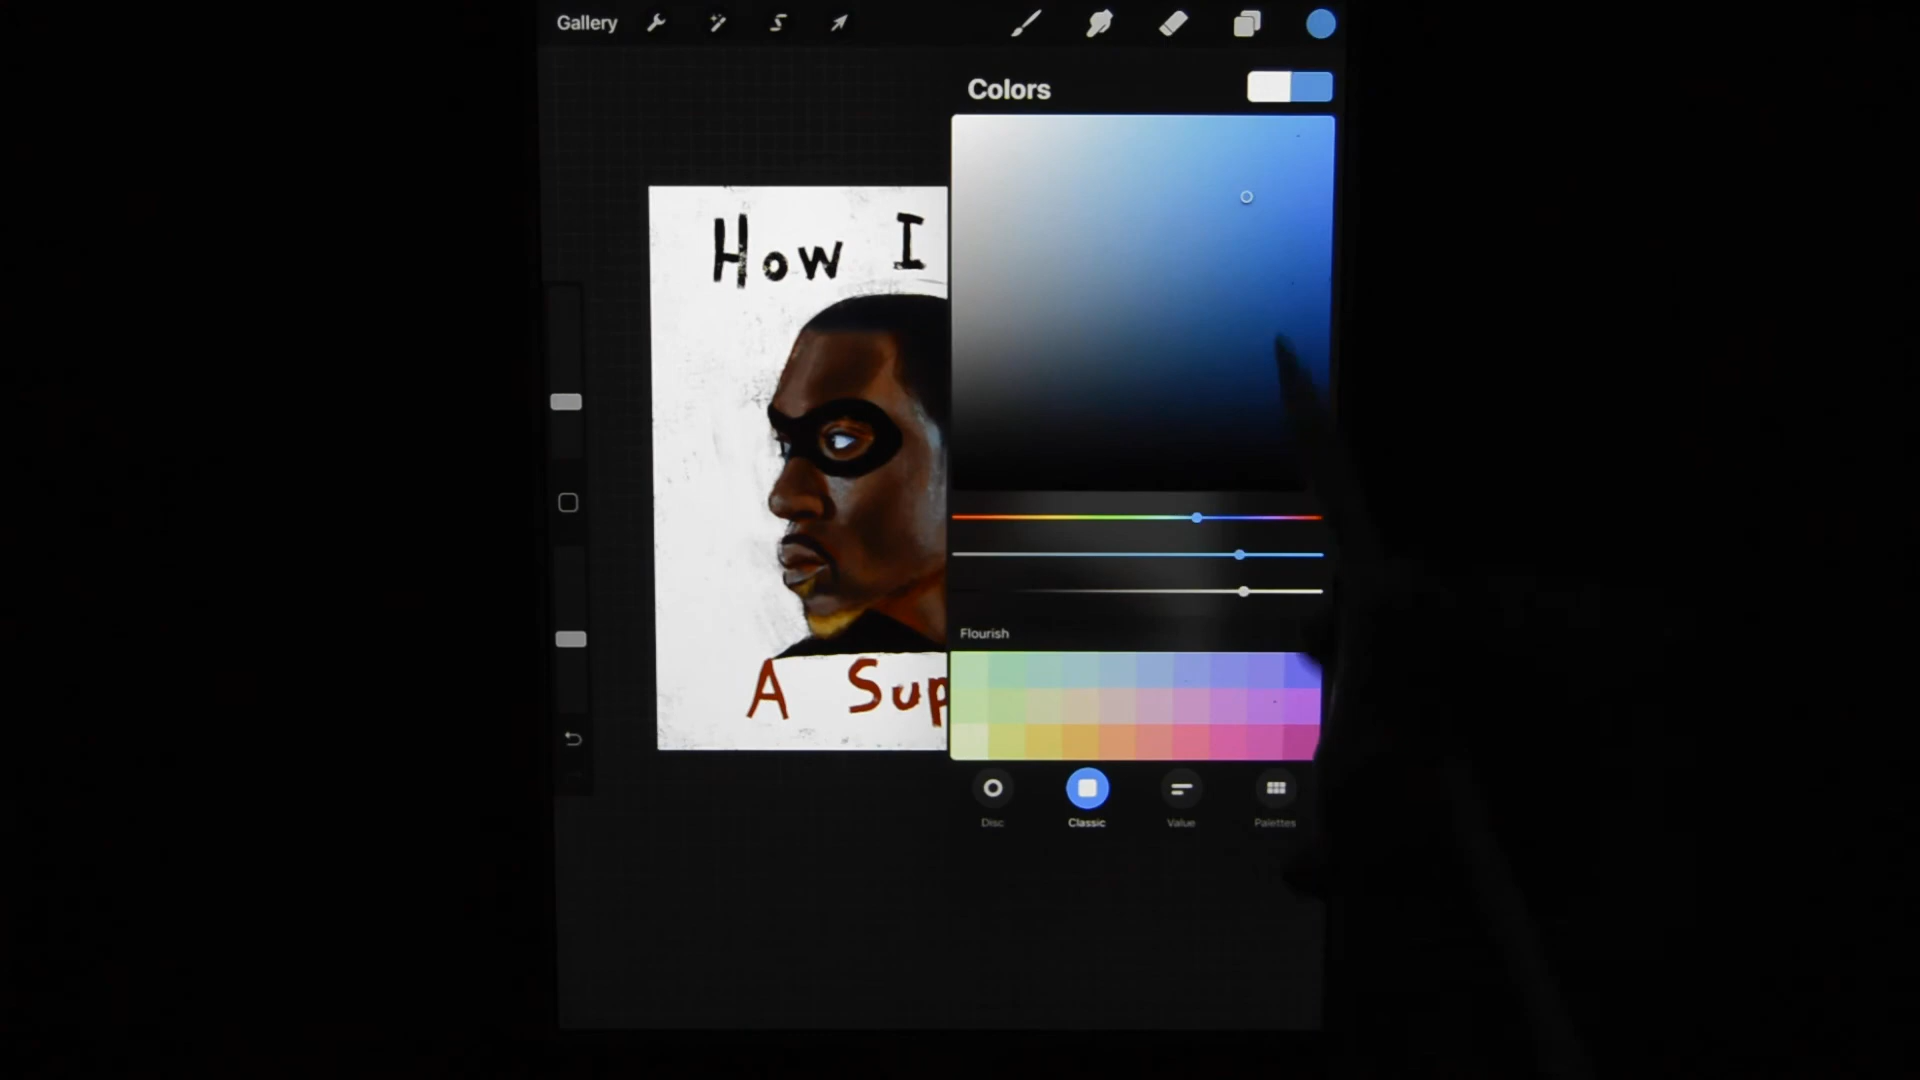 Gallery
Colors
How I
A Sup
Flourish
Disc
Classic
Value
Palettes